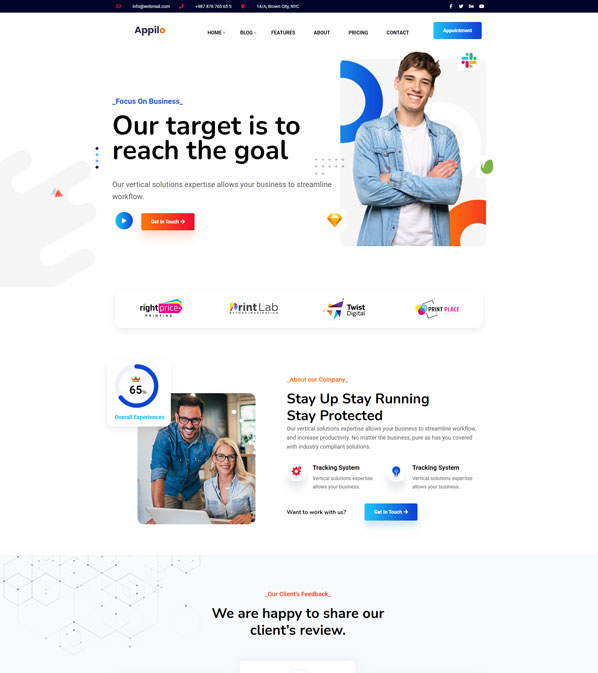 info@webmail.com +987 876 765 65 5 14/A, Brown City, NYC
Appilo HOME BLOG FEATURES ABOUT PRICING CONTACT Appointment
_Focus On Business_
Our target is to
reach the goal
Our vertical solutions expertise allows your business to streamline
workflow.
Get In Touch
rightprice PRINTING
PrintLab BEYOND IMAGINATION
Twist Digital
PRINT PLACE
65%
Overall Experiences
_About our Company_
Stay Up Stay Running
Stay Protected
Our vertical solutions expertise allows your business to streamline workflow,
and increase productivity. No matter the business, pure as has you covered
with industry compliant solutions.
Tracking System
Vertical solutions expertise
allows your business.
Tracking System
Vertical solutions expertise
allows your business.
Want to work with us? Get In Touch
_Our Client's Feedback_
We are happy to share our
client's review.